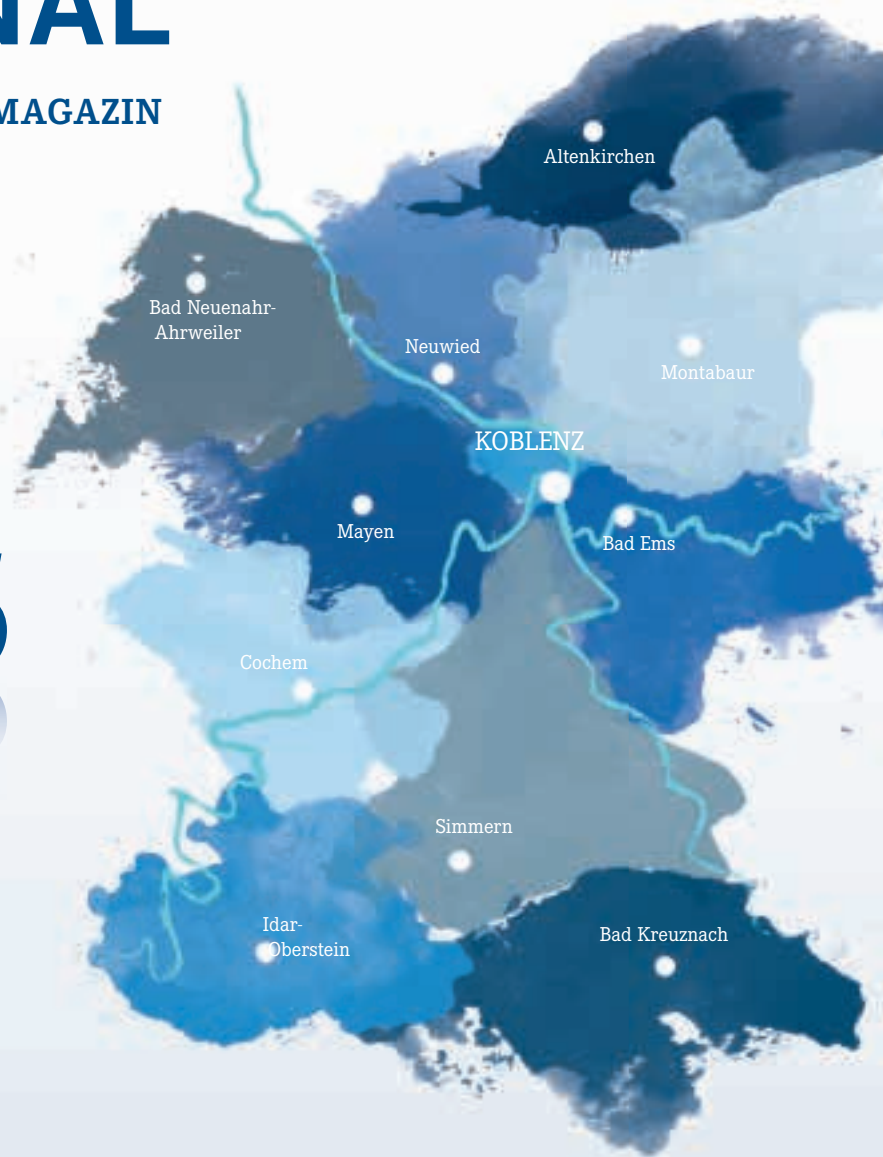 NAL
MAGAZIN
Altenkirchen
Bad Neuenahr-
Ahrweiler
Neuwied
Montabaur
KOBLENZ
Mayen
Bad Ems
Cochem
Simmern
Idar-
Oberstein
Bad Kreuznach